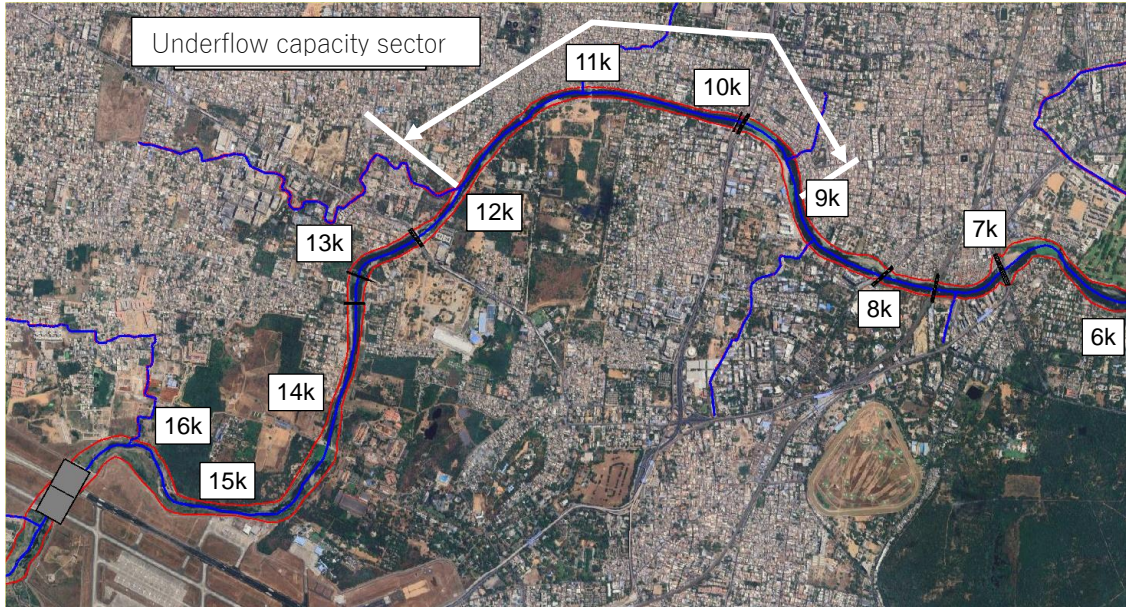 Underflow capacity sector
11k
10k
12k
9k
13k
7k
8k
6k
14k
16k
15k